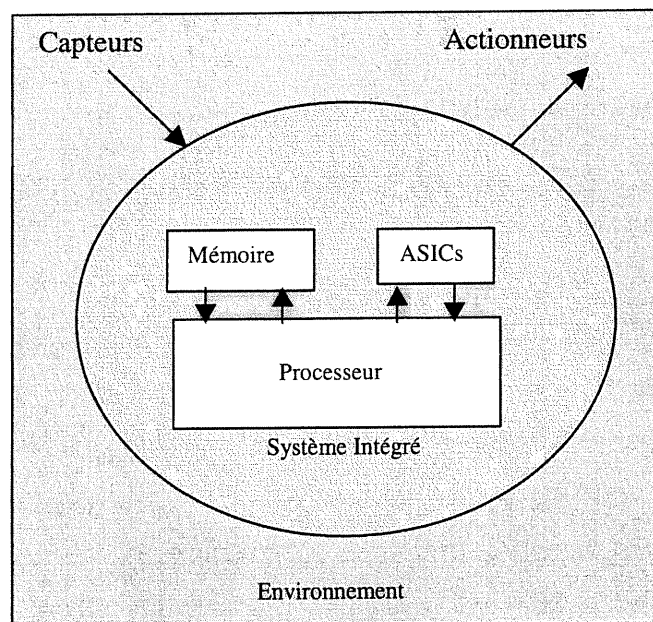 Capteurs
Actionneurs
Mémoire
ASICs
Processeur
Système Intégré
Environnement